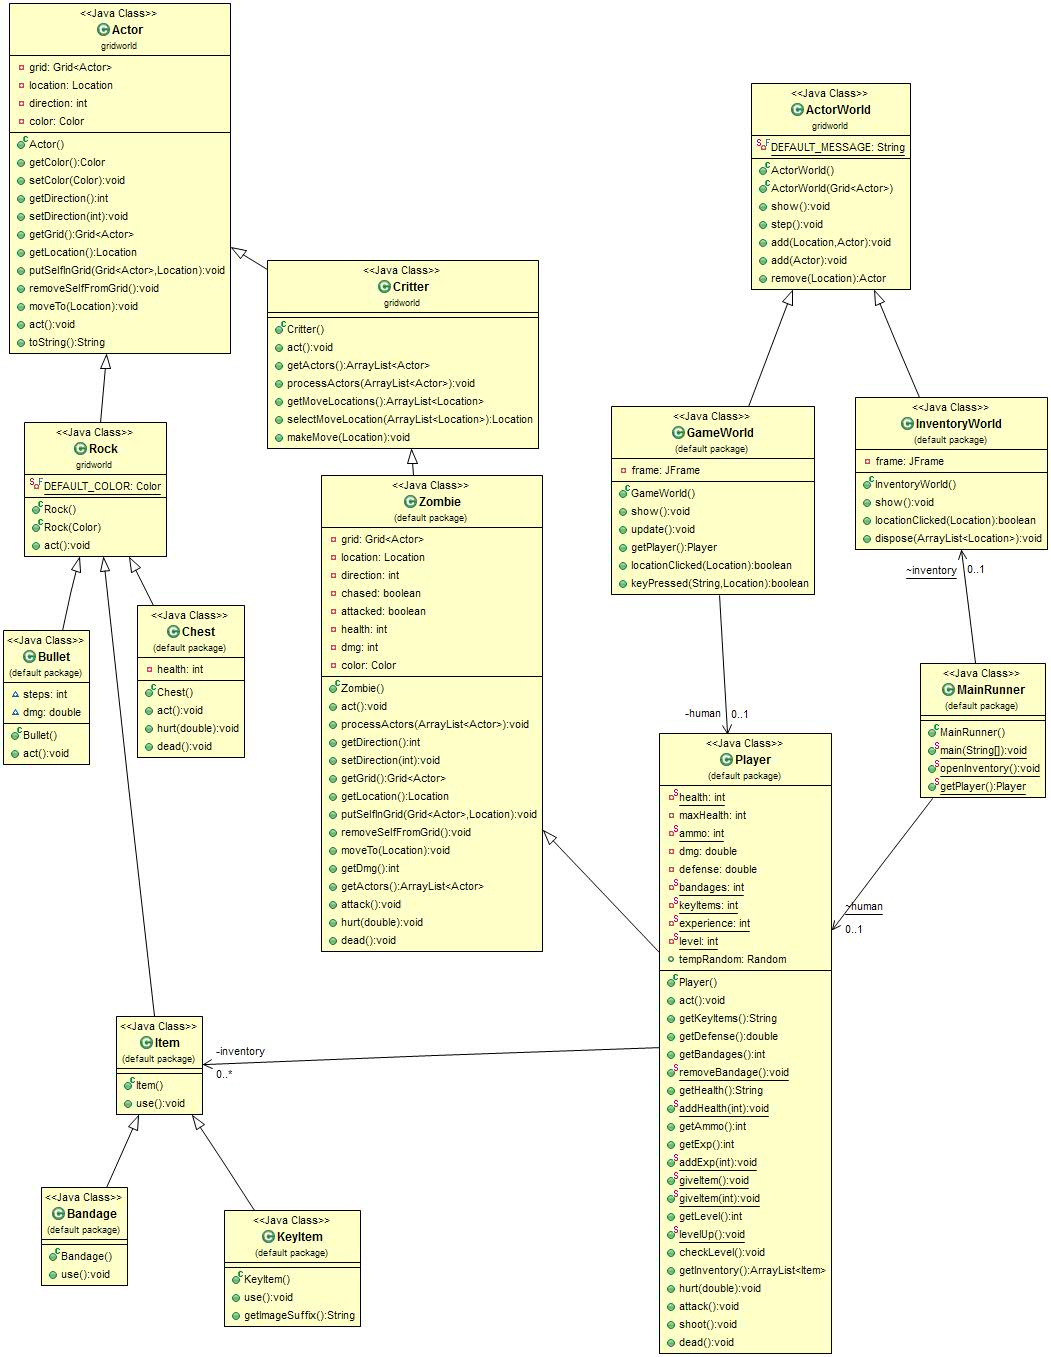 <<Java Class>>
Actor
gridworld
grid: Grid<Actor>
location: Location
direction: int
color: Color
Actor()
getColor():Color
setColor(Color):void
getDirection():int
setDirection(int):void
getGrid():Grid<Actor>
getLocation():Location
putSelfInGrid(Grid<Actor>,Location):void
removeSelfFromGrid():void
moveTo(Location):void
act():void
toString():String
<<Java Class>>
ActorWorld
gridworld
DEFAULT_MESSAGE: String
ActorWorld()
ActorWorld(Grid<Actor>)
show():void
step():void
add(Location,Actor):void
add(Actor):void
remove(Location):Actor
<<Java Class>>
Critter
gridworld
Critter()
act():void
getActors():ArrayList<Actor>
processActors(ArrayList<Actor>):void
getMoveLocations():ArrayList<Location>
selectMoveLocation(ArrayList<Location>):Location
makeMove(Location):void
<<Java Class>>
Rock
gridworld
DEFAULT_COLOR: Color
Rock()
Rock(Color)
act():void
<<Java Class>>
GameWorld
(default package)
frame: JFrame
GameWorld()
show():void
update():void
getPlayer():Player
locationClicked(Location):boolean
keyPressed(String,Location):boolean
<<Java Class>>
InventoryWorld
(default package)
frame: JFrame
InventoryWorld()
show():void
locationClicked(Location):boolean
dispose(ArrayList<Location>):void
~inventory
0..1
<<Java Class>>
Zombie
(default package)
grid: Grid<Actor>
location: Location
direction: int
chased: boolean
attacked: boolean
health: int
dmg: int
color: Color
Zombie()
act():void
processActors(ArrayList<Actor>):void
getDirection():int
setDirection(int):void
getGrid():Grid<Actor>
getLocation():Location
putSelfInGrid(Grid<Actor>,Location):void
removeSelfFromGrid():void
moveTo(Location):void
getDmg():int
getActors():ArrayList<Actor>
attack():void
hurt(double):void
dead():void
<<Java Class>>
Bullet
(default package)
steps: int
dmg: double
Bullet()
act():void
<<Java Class>>
Chest
(default package)
health: int
Chest()
act():void
hurt(double):void
dead():void
<<Java Class>>
MainRunner
(default package)
MainRunner()
main(String[]):void
openInventory():void
getPlayer():Player
-human
0..1
~human
0..1
<<Java Class>>
Player
(default package)
health: int
maxHealth: int
ammo: int
dmg: double
defense: double
bandages: int
keyItems: int
experience: int
level: int
tempRandom: Random
Player()
act():void
getKeyItems():String
getDefense():double
getBandages():int
removeBandage():void
getHealth():String
addHealth(int):void
getAmmo():int
getExp():int
addExp(int):void
giveItem():void
giveItem(int):void
getLevel():int
levelUp():void
checkLevel():void
getInventory():ArrayList<Item>
hurt(double):void
attack():void
shoot():void
dead():void
<<Java Class>>
Item
(default package)
Item()
use():void
-inventory
0..*
<<Java Class>>
Bandage
(default package)
Bandage()
use():void
<<Java Class>>
KeyItem
(default package)
KeyItem()
use():void
getImageSuffix():String